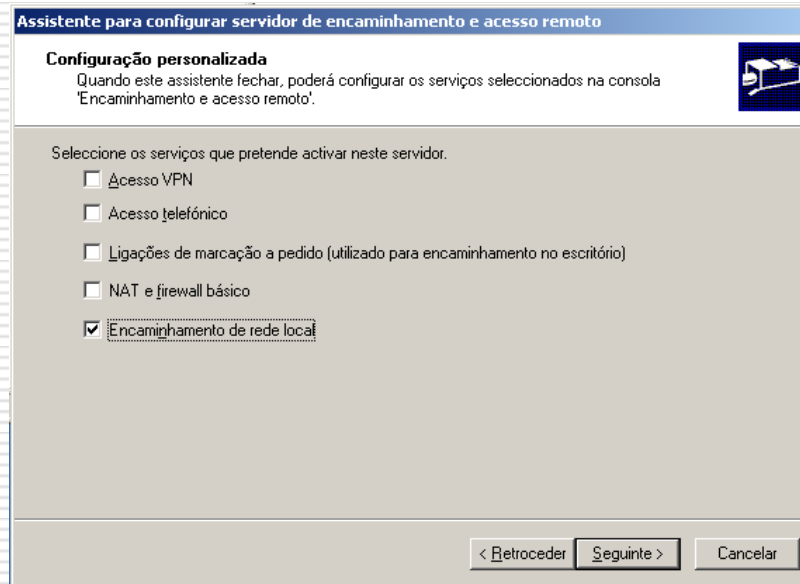 Assistente para configurar servidor de encaminhamento e acesso remoto
Configuração personalizada
Quando este assistente fechar, poderá configurar os serviços seleccionados na consola
'Encaminhamento e acesso remoto'.
Seleccione os serviços que pretende activar neste servidor.
Acesso VPN
Acesso telefónico
Ligações de marcação a pedido (utilizado para encaminhamento no escritório)
NAT e firewall básico
Encaminhamento de rede local
< Retroceder Seguinte > Cancelar